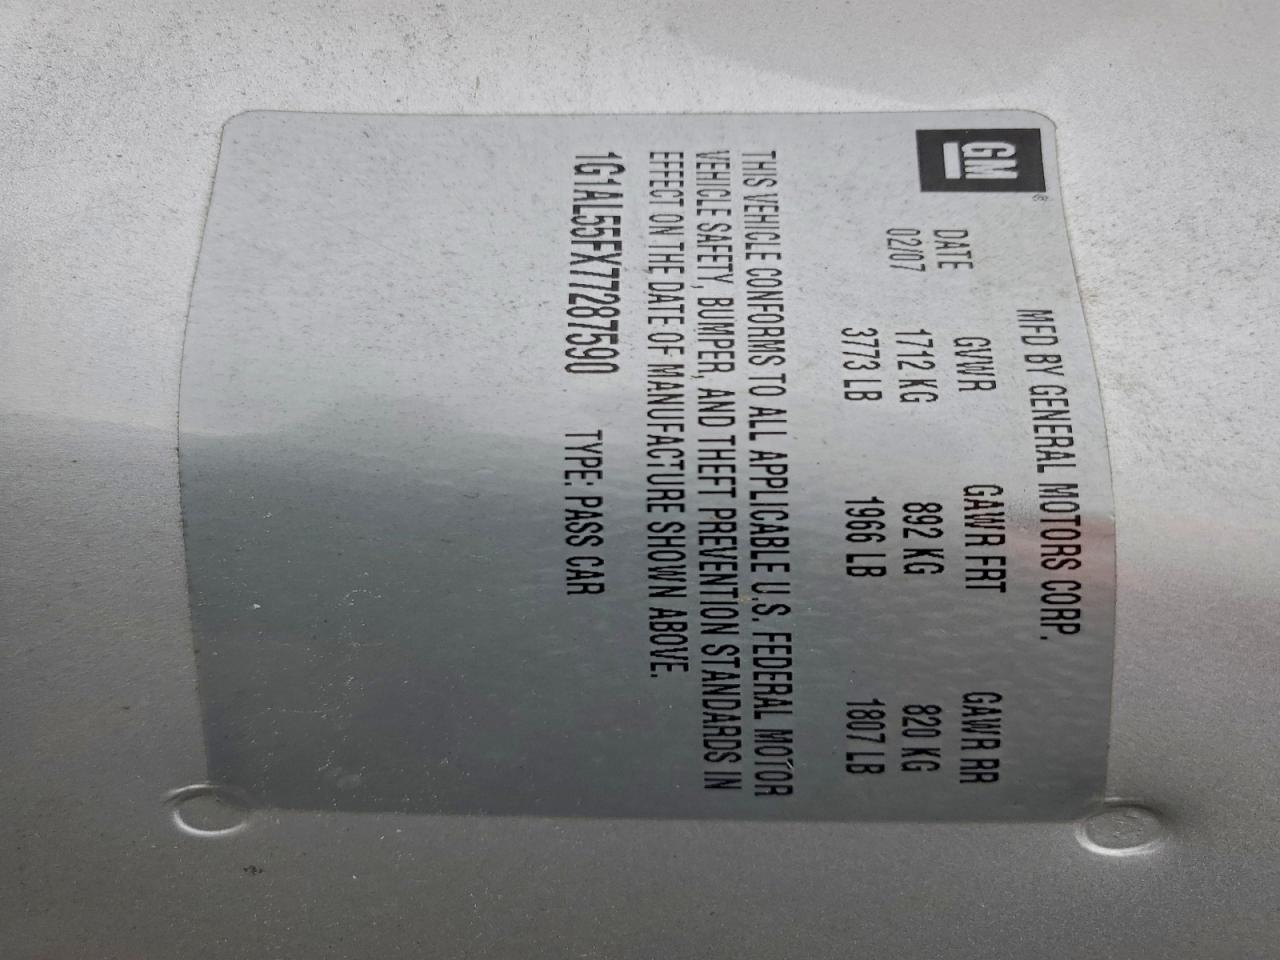 GM®
MFD BY GENERAL MOTORS CORP.
DATE GVWR GAWR FRT GAWR RR
02/07 1712 KG 892 KG 820 KG
3773 LB 1966 LB 1807 LB
THIS VEHICLE CONFORMS TO ALL APPLICABLE U.S. FEDERAL MOTOR
VEHICLE SAFETY, BUMPER, AND THEFT PREVENTION STANDARDS IN
EFFECT ON THE DATE OF MANUFACTURE SHOWN ABOVE.
1G1AL55FX77287590 TYPE: PASS CAR